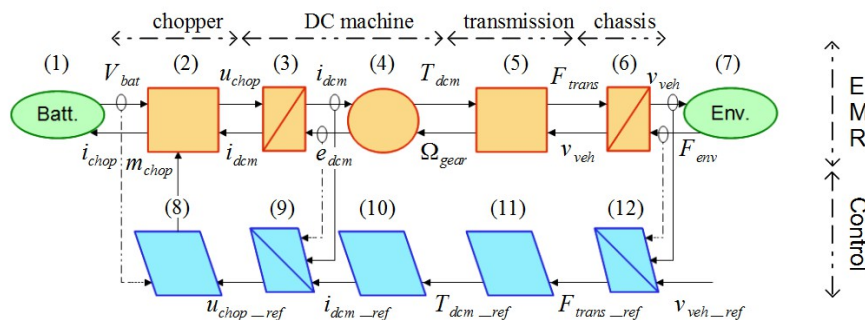 chopper DC machine transmission chassis
(1) (2) (3) (4) (5) (6) (7)
V_bat u_chop i_dcm T_dcm F_trans v_veh
Batt. Env.
i_chop m_chop i_dcm e_dcm Ω_gear v_veh F_env
EMR
(8) (9) (10) (11) (12)
Control
u_chop_ref i_dcm_ref T_dcm_ref F_trans_ref v_veh_ref